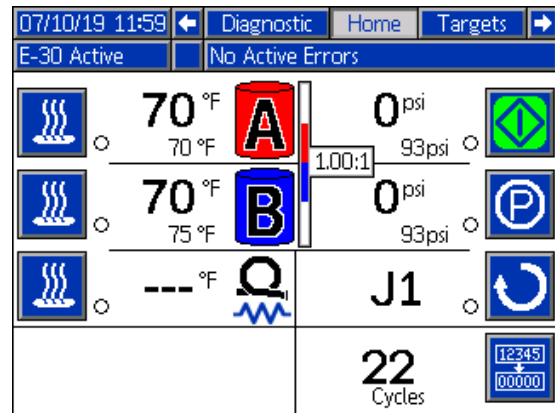 07/10/19 11:59 Diagnostic Home Targets
E-30 Active No Active Errors
70 °F A 0 psi
70 °F 93psi
1.00:1
70 °F B 0 psi
75 °F 93psi
P
--- °F J1
22
Cycles
12345
00000